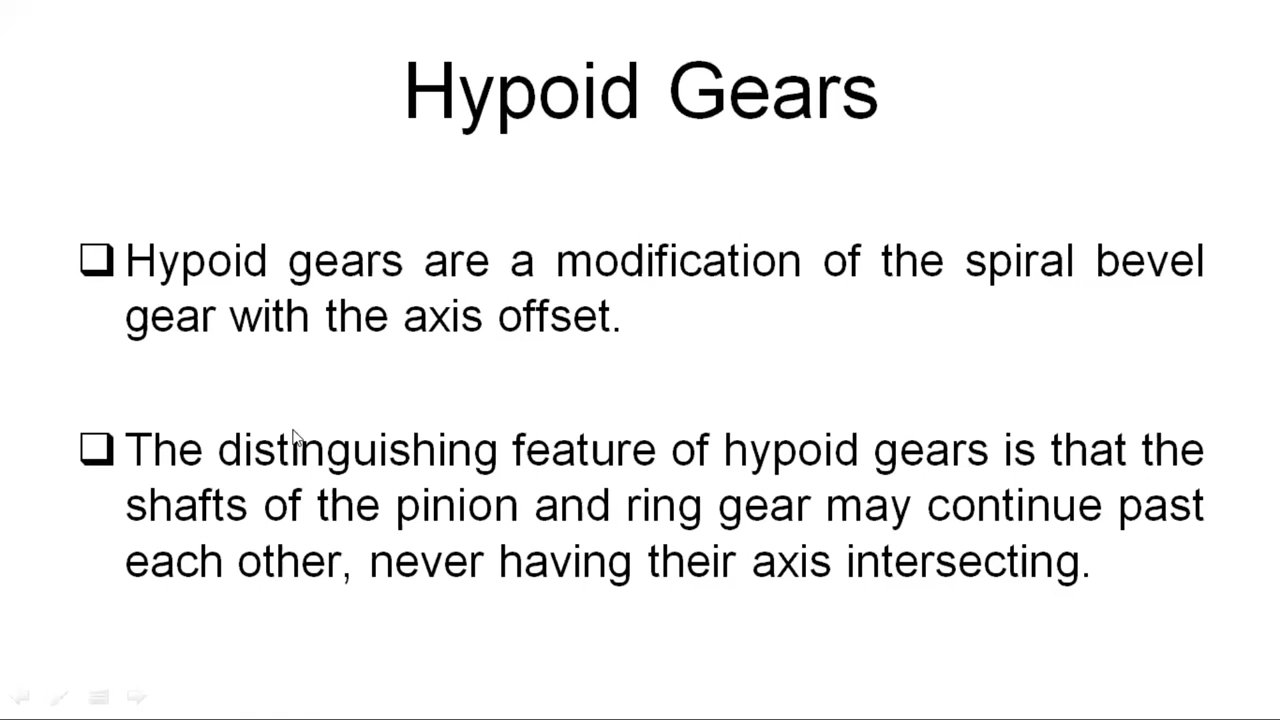 Hypoid Gears
Hypoid gears are a modification of the spiral bevel
gear with the axis offset.
The distinguishing feature of hypoid gears is that the
shafts of the pinion and ring gear may continue past
each other, never having their axis intersecting.